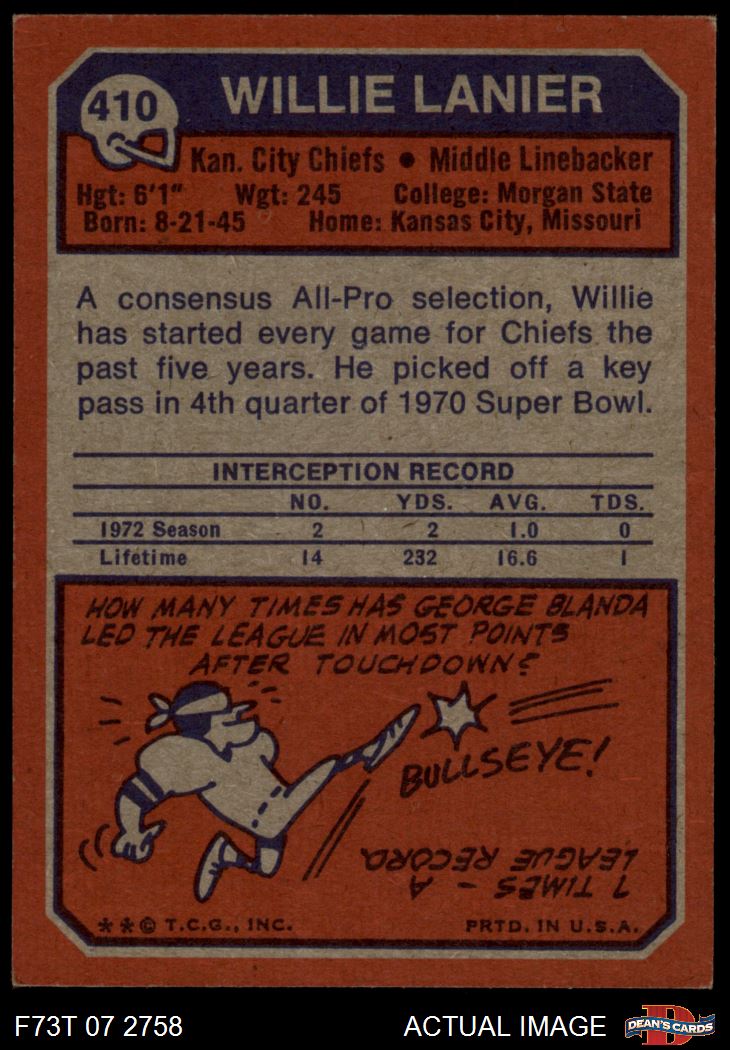 410
WILLIE LANIER
Kan. City Chiefs • Middle Linebacker
Hgt: 6'1" Wgt: 245 College: Morgan State
Born: 8-21-45 Home: Kansas City, Missouri
A consensus All-Pro selection, Willie
has started every game for Chiefs the
past five years. He picked off a key
pass in 4th quarter of 1970 Super Bowl.
INTERCEPTION RECORD
NO. YDS. AVG. TDS.
1972 Season 2 2 1.0 0
Lifetime 14 232 16.6 1
HOW MANY TIMES HAS GEORGE BLANDA
LED THE LEAGUE IN MOST POINTS
AFTER TOUCHDOWN?
BULLSEYE!
7 TIMES - A
LEAGUE RECORD.
**© T.C.G., INC. PRTD. IN U.S.A.
F73T 07 2758 ACTUAL IMAGE
D
DEAN'S CARDS